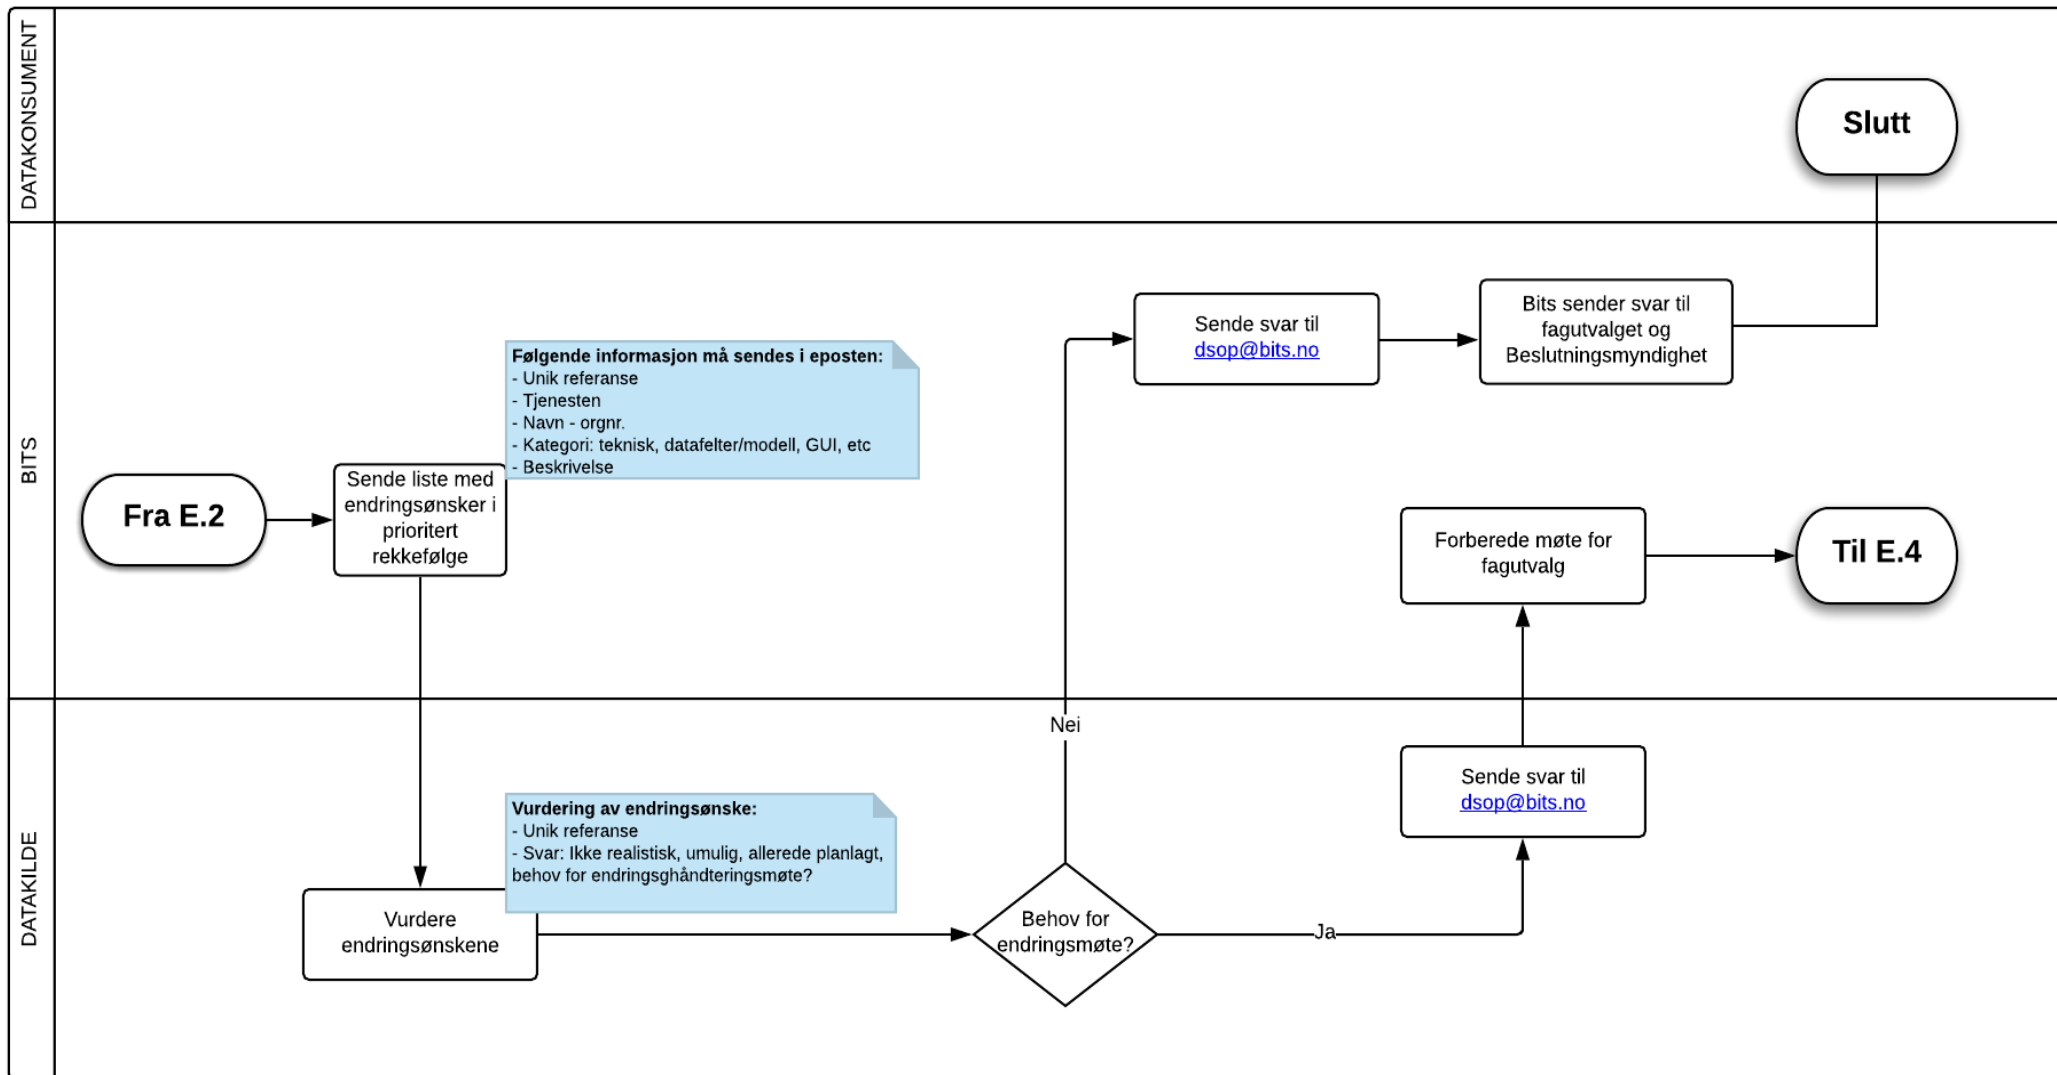 DATAKONSUMENT
Slutt
BITS
Fra E.2
Sende liste med
endringsønsker i
prioritert
rekkefølge
Følgende informasjon må sendes i eposten:
- Unik referanse
- Tjenesten
- Navn - orgnr.
- Kategori: teknisk, datafelter/modell, GUI, etc
- Beskrivelse
Sende svar til
dsop@bits.no
Bits sender svar til
fagutvalget og
Beslutningsmyndighet
Forberede møte for
fagutvalg
Til E.4
DATAKILDE
Vurdere
endringsønskene
Vurdering av endringsønske:
- Unik referanse
- Svar: Ikke realistisk, umulig, allerede planlagt,
behov for endringsghåndteringsmøte?
Behov for
endringsmøte?
Nei
Ja
Sende svar til
dsop@bits.no